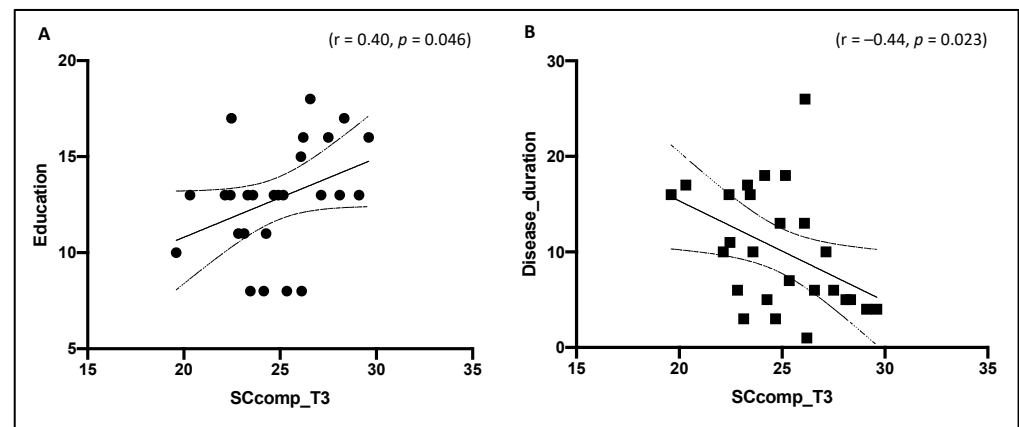 A
(r = 0.40, p = 0.046)
20
15
10
5
Education
15
20
25
30
35
SCcomp_T3
B
(r = –0.44, p = 0.023)
30
20
10
0
Disease_duration
15
20
25
30
35
SCcomp_T3